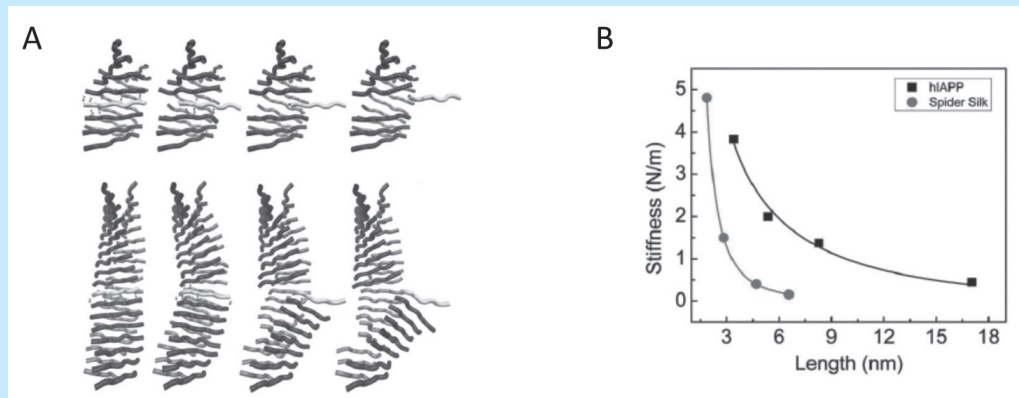 A
B
hIAPP
Spider Silk
Stiffness (N/m)
5
4
3
2
1
0
3
6
9
12
15
18
Length (nm)